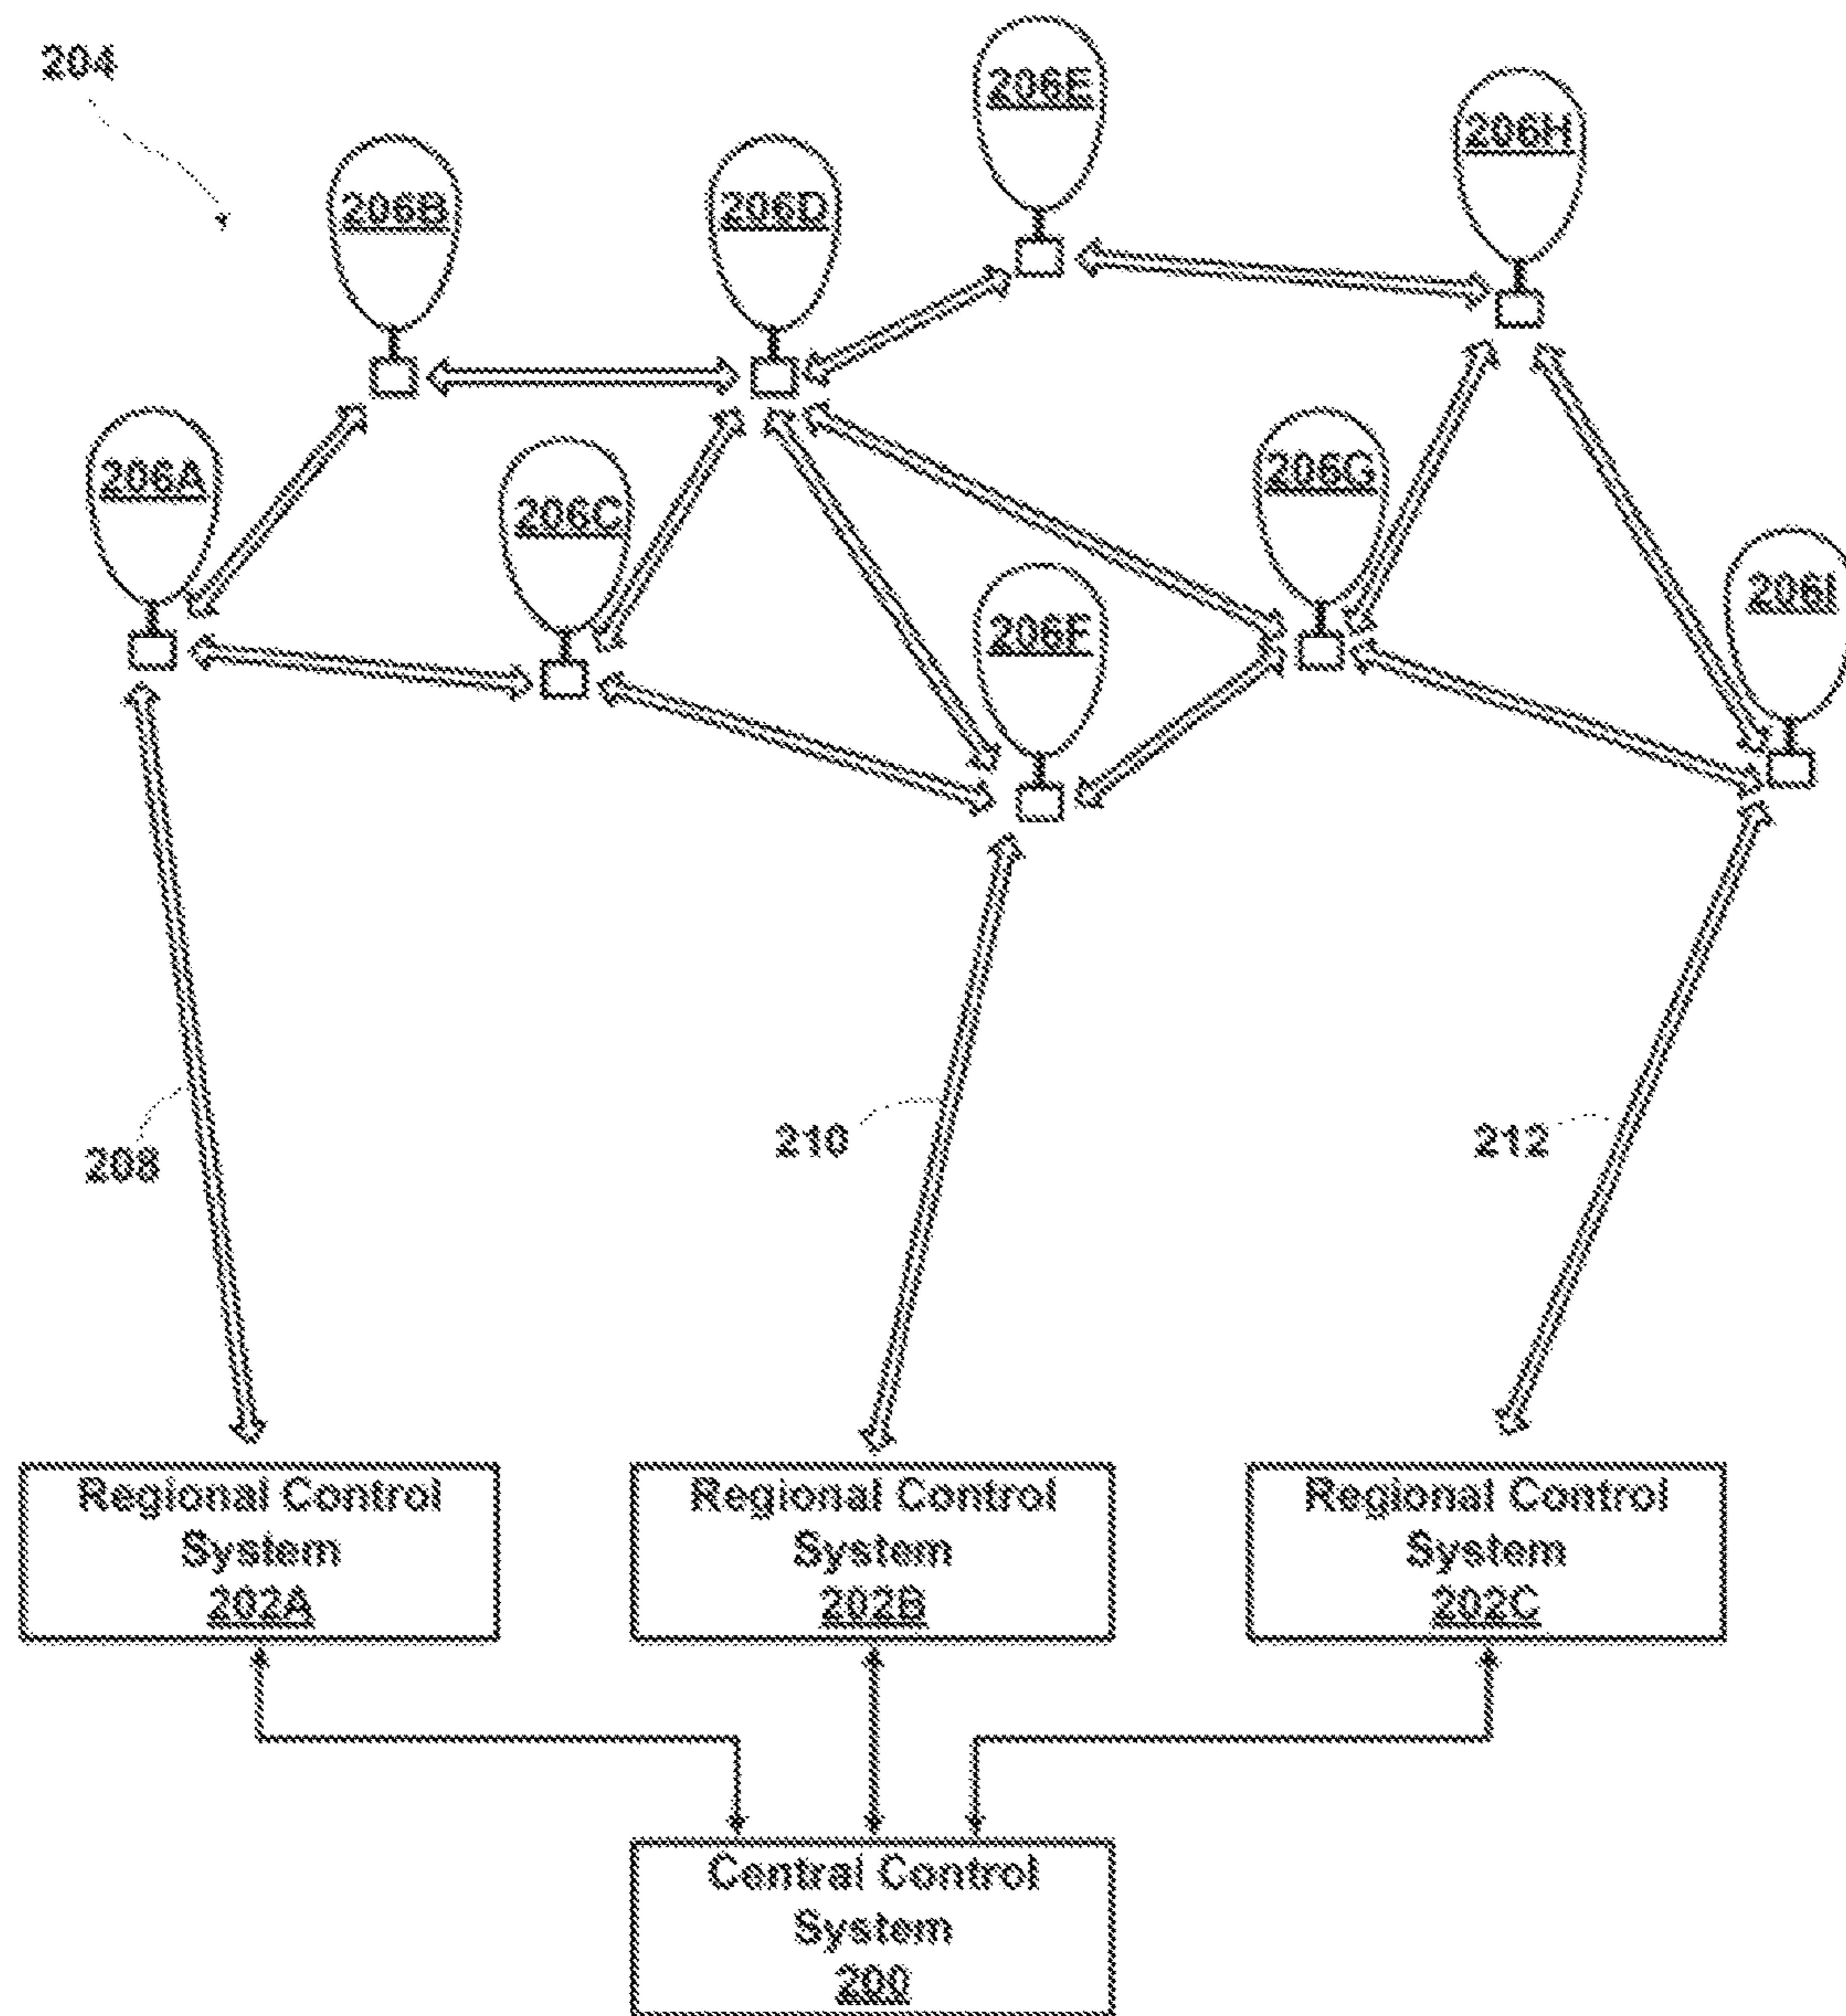 204
206E
206H
206B
206D
206A
206C
206G
206F
206I
208
210
212
Regional Control
System
202A
Regional Control
System
202B
Regional Control
System
202C
Central Control
System
200